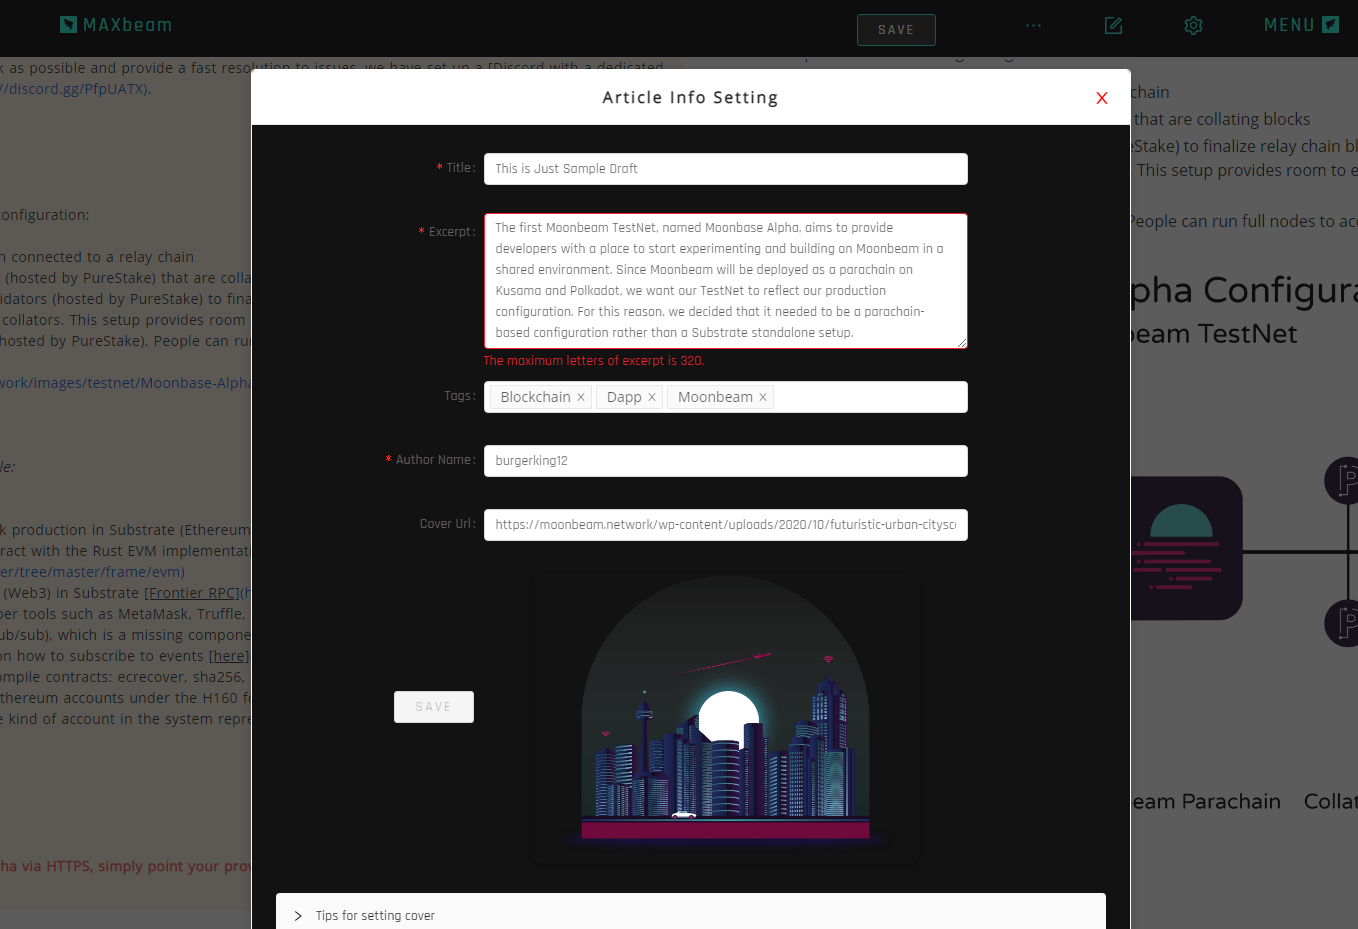 MAXbeam
SAVE
MENU
k as possible and provide a fast resolution to issues, we have set up a [Discord with a dedicated
//discord.gg/PfpUATX).
Article Info Setting
X
chain
that are collating blocks
eStake) to finalize relay chain bl
This setup provides room to e
People can run full nodes to acc
* Title:
This is Just Sample Draft
* Excerpt:
The first Moonbeam TestNet, named Moonbase Alpha, aims to provide
developers with a place to start experimenting and building on Moonbeam in a
shared environment. Since Moonbeam will be deployed as a parachain on
Kusama and Polkadot, we want our TestNet to reflect our production
configuration. For this reason, we decided that it needed to be a parachain-
based configuration rather than a Substrate standalone setup.
The maximum letters of excerpt is 320.
Tags:
Blockchain
Dapp
Moonbeam
* Author Name:
burgerking12
Cover Url:
https://moonbeam.network/wp-content/uploads/2020/10/futuristic-urban-citysc
SAVE
> Tips for setting cover
onfiguration:
n connected to a relay chain
(hosted by PureStake) that are colla
idators (hosted by PureStake) to fina
collators. This setup provides room
hosted by PureStake). People can ru
work/images/testnet/Moonbase-Alpha
le:
k production in Substrate (Ethereum
ract with the Rust EVM implementati
er/tree/master/frame/evm)
(Web3) in Substrate [Frontier RPC](h
per tools such as MetaMask, Truffle,
ub/sub), which is a missing compone
on how to subscribe to events [here]
ompile contracts: ecrecover, sha256,
thereum accounts under the H160 fo
e kind of account in the system repre
ha via HTTPS, simply point your prov
pha Configura
beam TestNet
eam Parachain
Collat